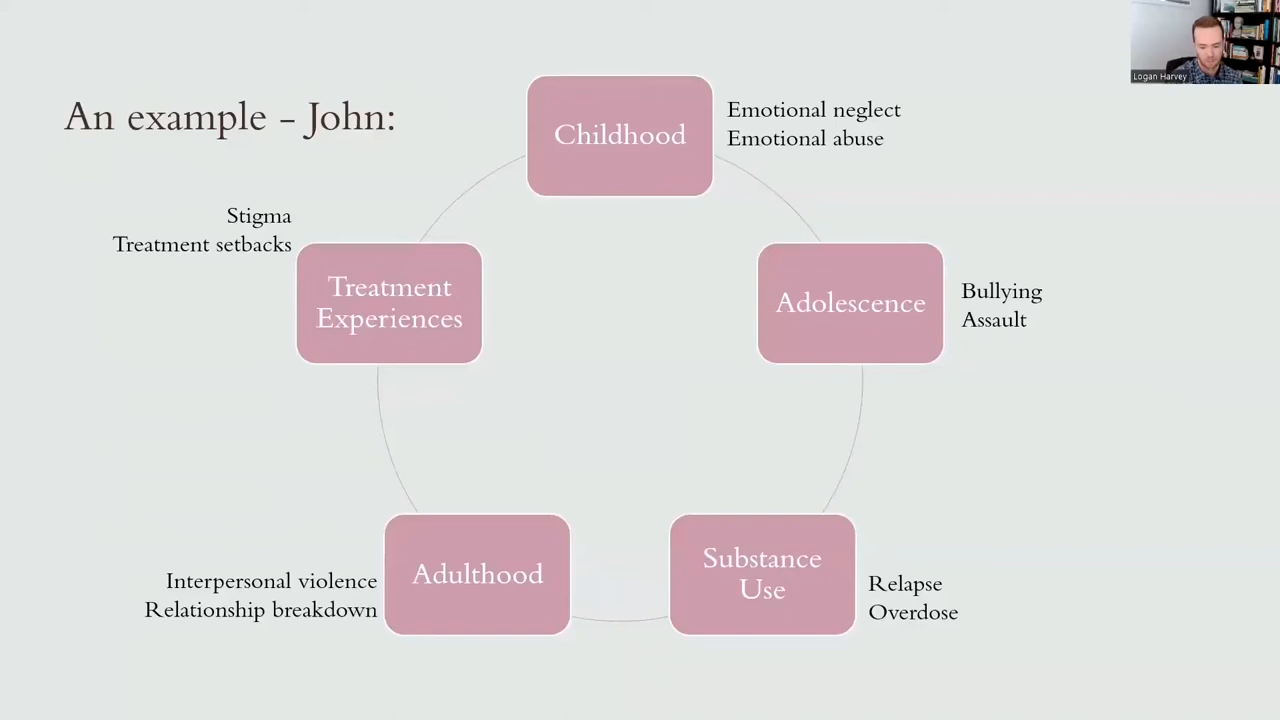 An example - John:
Childhood
Emotional neglect
Emotional abuse
Adolescence
Bullying
Assault
Substance
Use
Relapse
Overdose
Adulthood
Interpersonal violence
Relationship breakdown
Treatment
Experiences
Stigma
Treatment setbacks
Logan Harvey